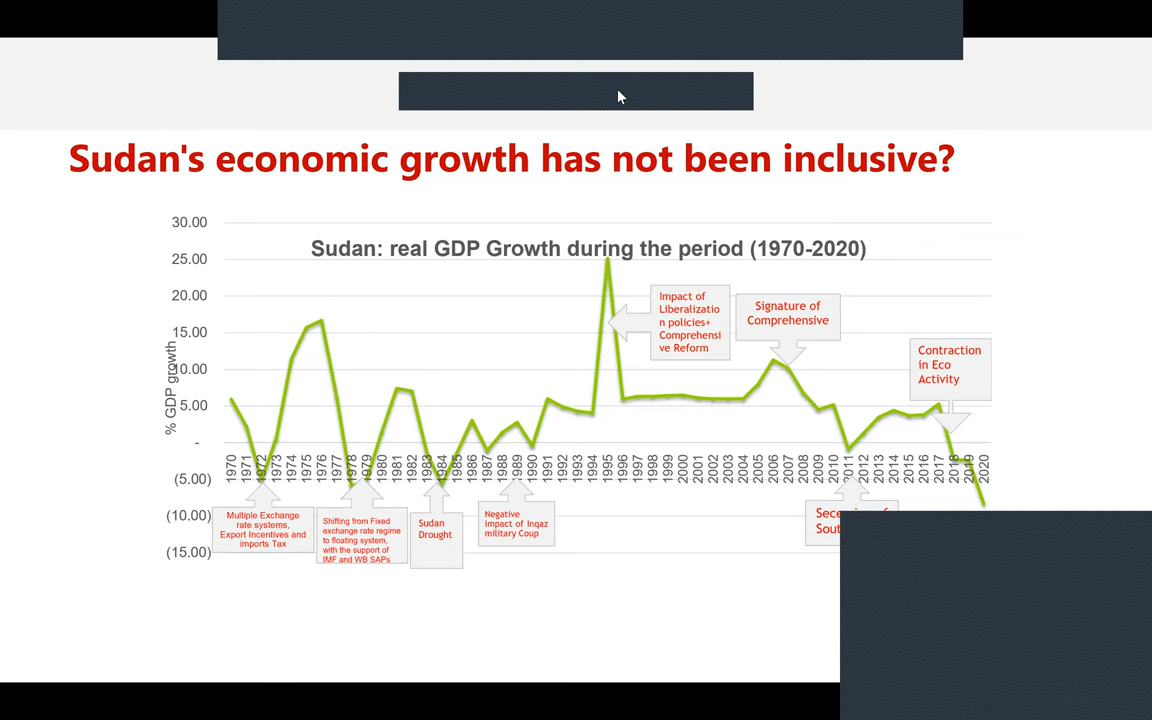 Sudan's economic growth has not been inclusive?
Sudan: real GDP Growth during the period (1970-2020)
% GDP growth
30.00
25.00
20.00
15.00
10.00
5.00
-
(5.00)
(10.00)
(15.00)
1970 1971 1972 1973 1974 1975 1976 1977 1978 1979 1980 1981 1982 1983 1984 1985 1986 1987 1988 1989 1990 1991 1992 1993 1994 1995 1996 1997 1998 1999 2000 2001 2002 2003 2004 2005 2006 2007 2008 2009 2010 2011 2012 2013 2014 2015 2016 2017 2018 2019 2020
Impact of
Liberalizatio
n policies+
Comprehensi
ve Reform
Signature of
Comprehensive
Contraction
in Eco
Activity
Multiple Exchange
rate systems,
Export Incentives and
imports Tax
Shifting from Fixed
exchange rate regime
to floating system,
with the support of
IMF and WB SAPs
Sudan
Drought
Negative
impact of Inqaz
military Coup